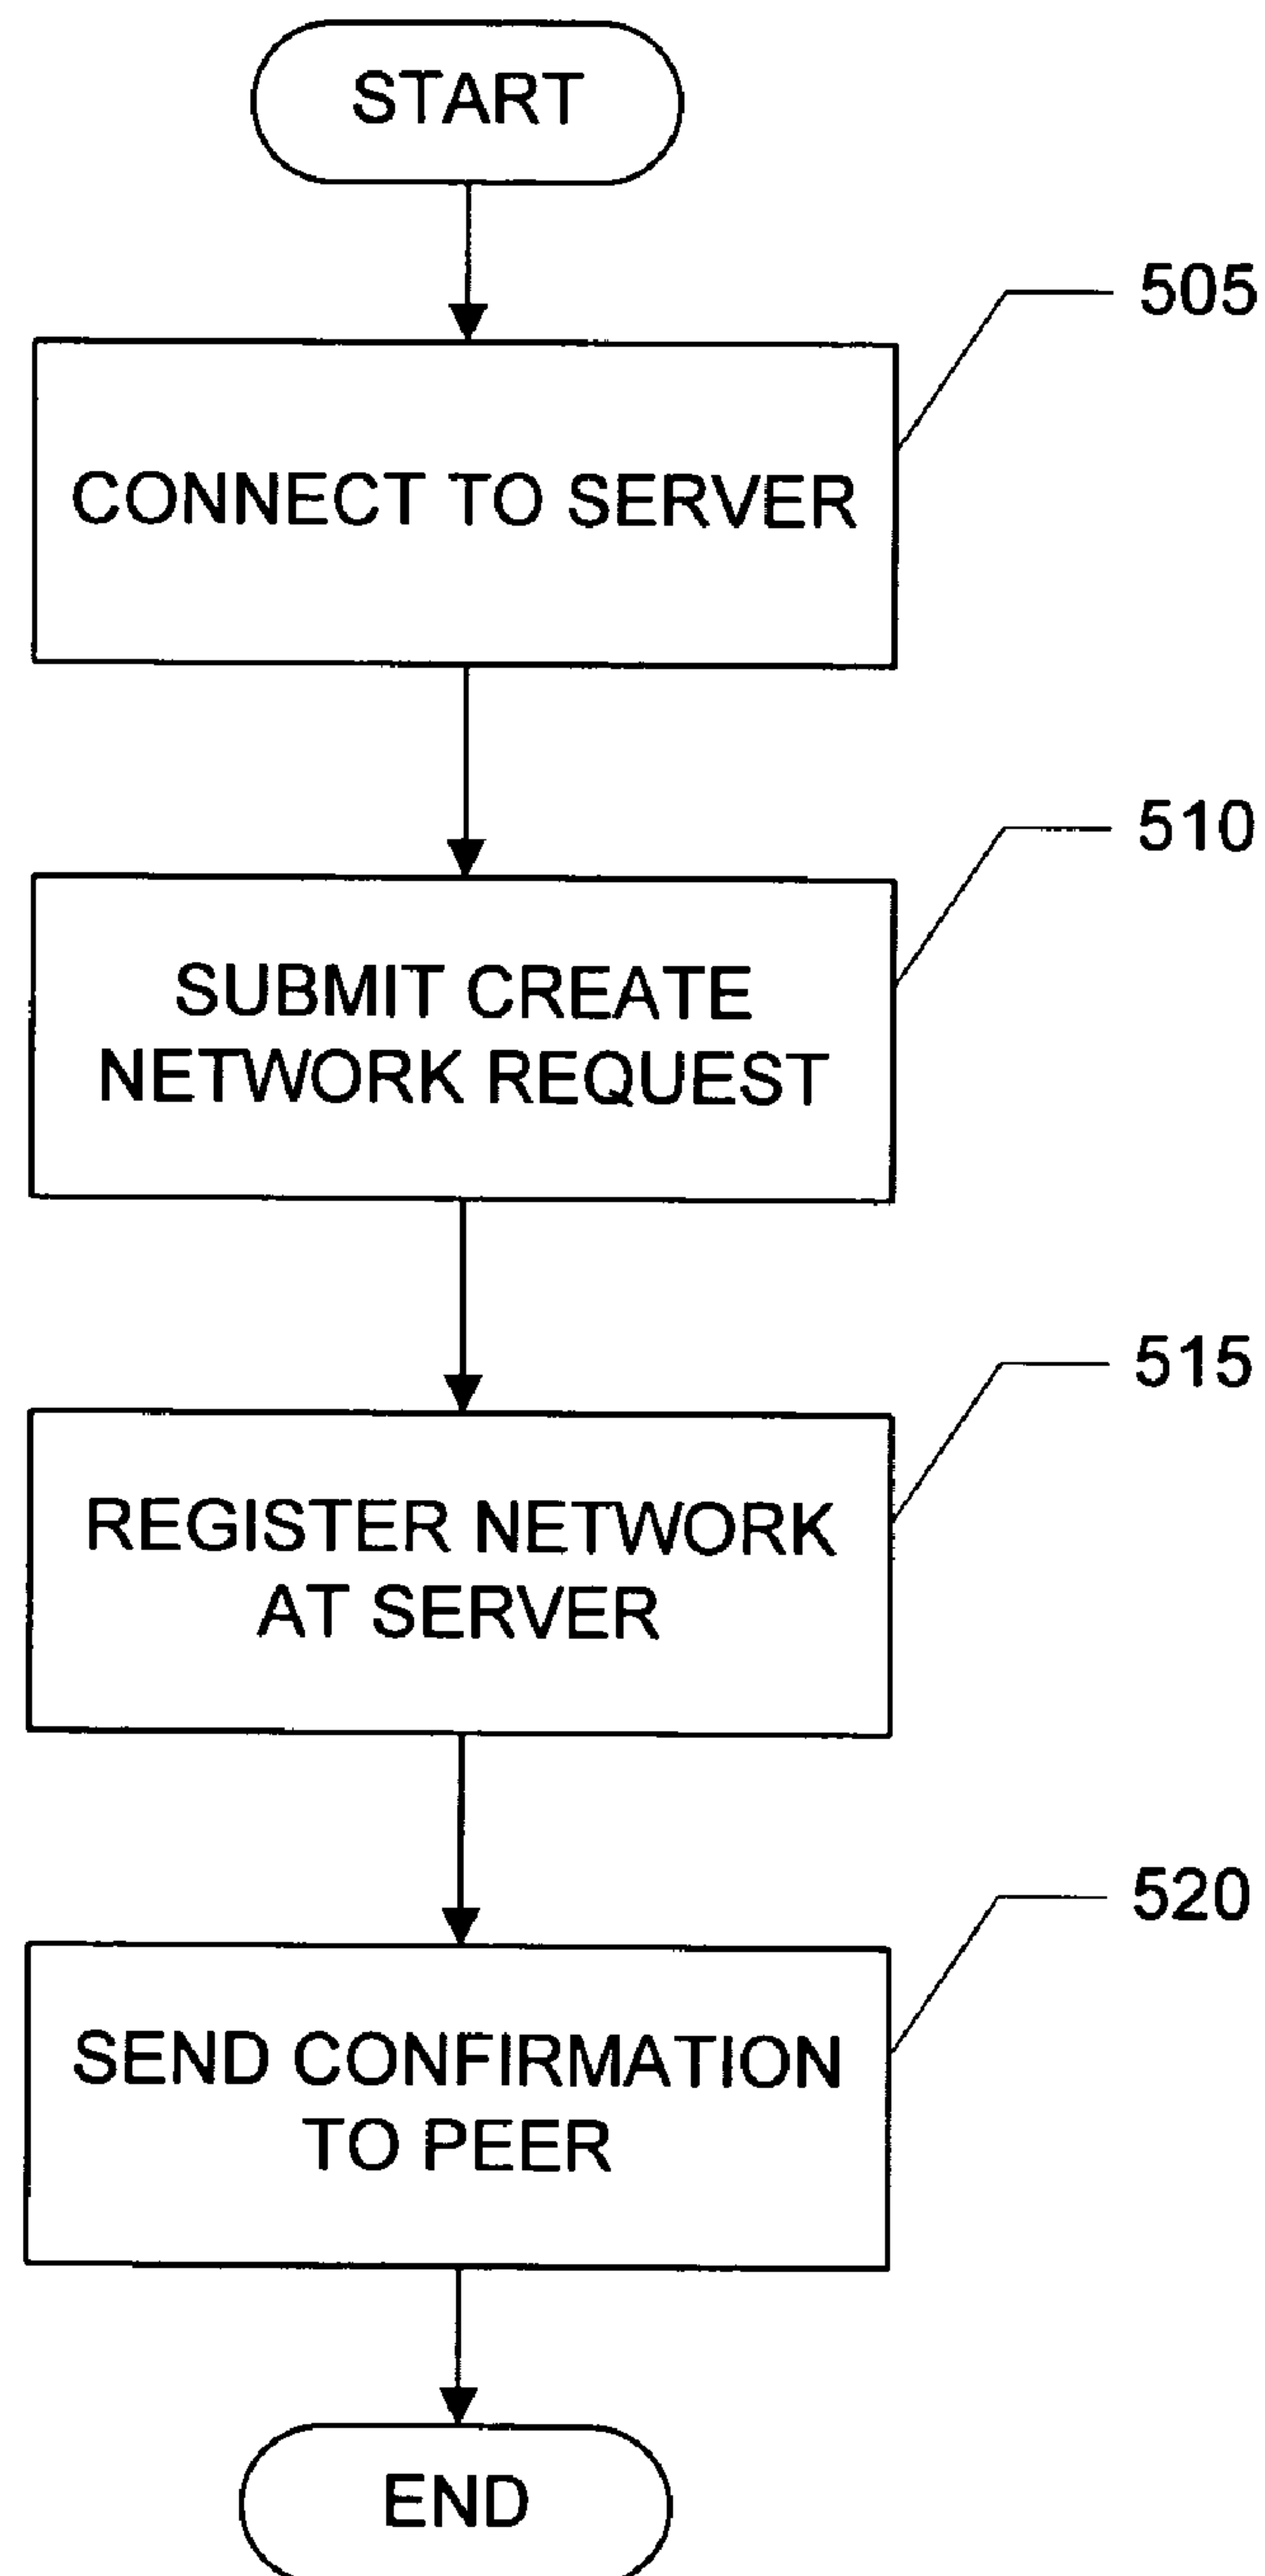 START
505
CONNECT TO SERVER
510
SUBMIT CREATE
NETWORK REQUEST
515
REGISTER NETWORK
AT SERVER
520
SEND CONFIRMATION
TO PEER
END